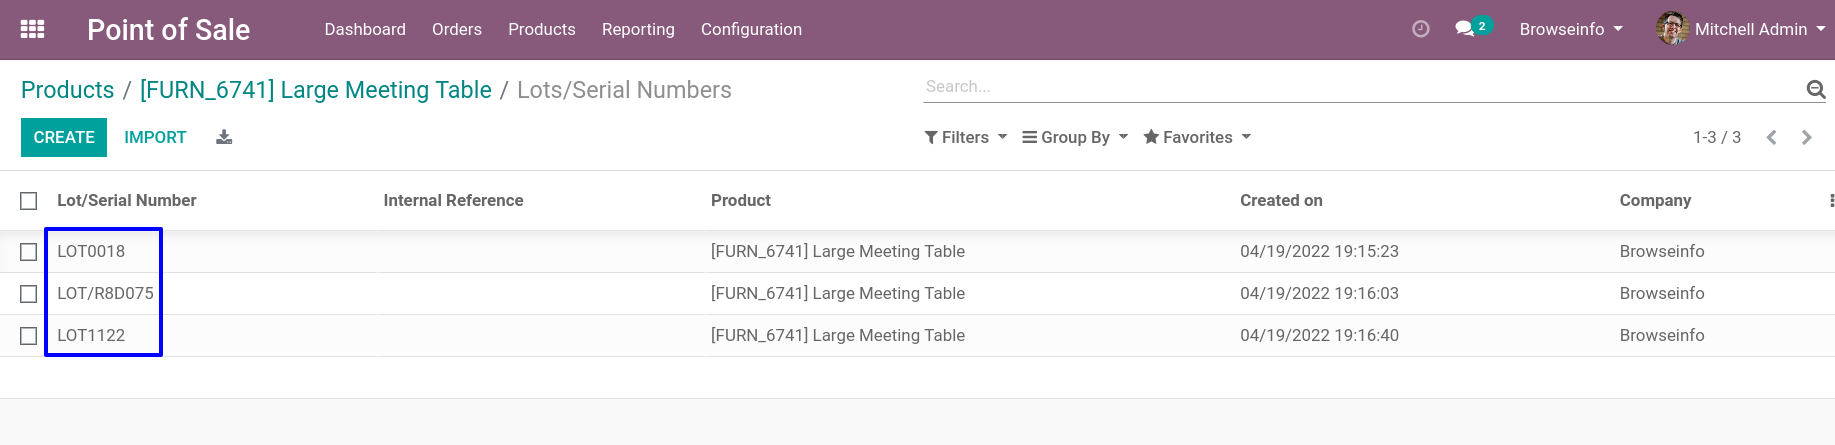 Point of Sale Dashboard Orders Products Reporting Configuration 2 Browseinfo Mitchell Admin
Products / [FURN_6741] Large Meeting Table / Lots/Serial Numbers Search...
CREATE IMPORT Filters Group By Favorites 1-3 / 3
Lot/Serial Number Internal Reference Product Created on Company
LOT0018 [FURN_6741] Large Meeting Table 04/19/2022 19:15:23 Browseinfo
LOT/R8D075 [FURN_6741] Large Meeting Table 04/19/2022 19:16:03 Browseinfo
LOT1122 [FURN_6741] Large Meeting Table 04/19/2022 19:16:40 Browseinfo